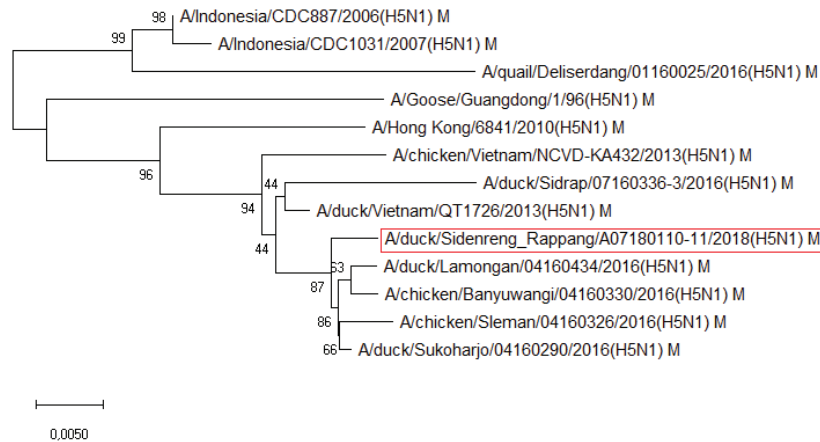 98
A/Indonesia/CDC887/2006(H5N1) M
99
A/Indonesia/CDC1031/2007(H5N1) M
A/quail/Deliserdang/01160025/2016(H5N1) M
A/Goose/Guangdong/1/96(H5N1) M
A/Hong Kong/6841/2010(H5N1) M
96
A/chicken/Vietnam/NCVD-KA432/2013(H5N1) M
44
A/duck/Sidrap/07160336-3/2016(H5N1) M
94
A/duck/Vietnam/QT1726/2013(H5N1) M
44
A/duck/Sidenreng_Rappang/A07180110-11/2018(H5N1) M
63
A/duck/Lamongan/04160434/2016(H5N1) M
87
A/chicken/Banyuwangi/04160330/2016(H5N1) M
86
A/chicken/Sleman/04160326/2016(H5N1) M
66
A/duck/Sukoharjo/04160290/2016(H5N1) M
0,0050